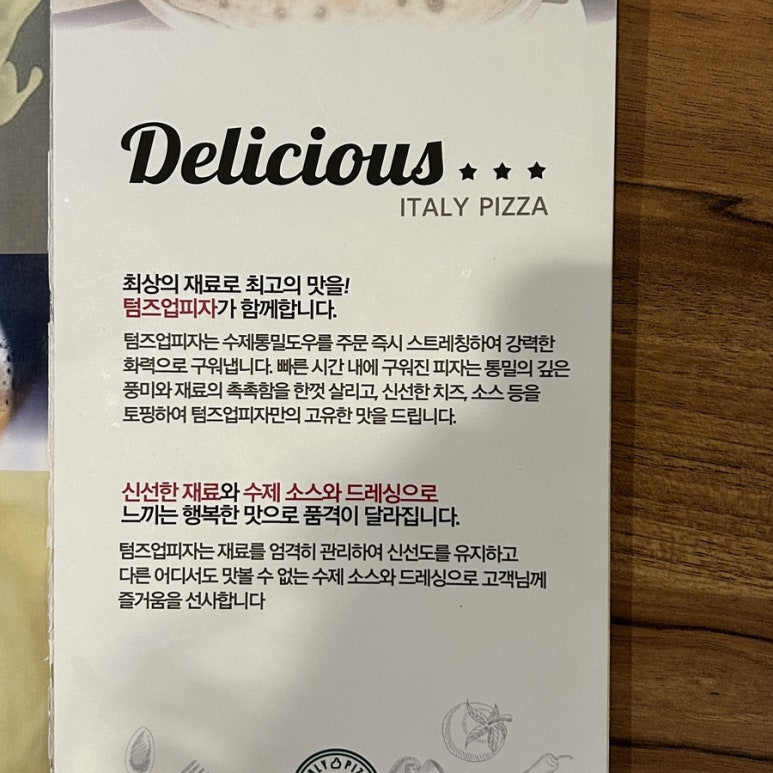 Delicious
ITALY PIZZA
최상의 재료로 최고의 맛을!
텀즈업피자가 함께합니다.
텀즈업피자는 수제통밀도우를 주문 즉시 스트레칭하여 강력한
화력으로 구워냅니다. 빠른 시간 내에 구워진 피자는 통밀의 깊은
풍미와 재료의 촉촉함을 한껏 살리고, 신선한 치즈, 소스 등을
토핑하여 텀즈업피자만의 고유한 맛을 드립니다.
신선한 재료와 수제 소스와 드레싱으로
느끼는 행복한 맛으로 품격이 달라집니다.
텀즈업피자는 재료를 엄격히 관리하여 신선도를 유지하고
다른 어디서도 맛볼 수 없는 수제 소스와 드레싱으로 고객님께
즐거움을 선사합니다